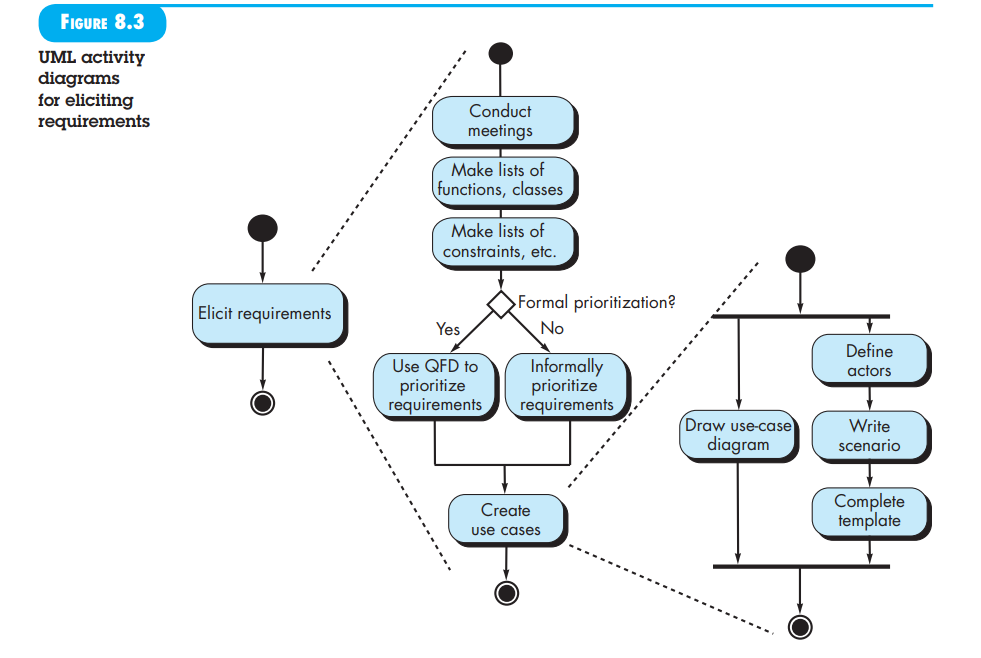 FIGURE 8.3
UML activity
diagrams
for eliciting
requirements
Elicit requirements
Conduct
meetings
Make lists of
functions, classes
Make lists of
constraints, etc.
Formal prioritization?
Yes
No
Use QFD to
prioritize
requirements
Informally
prioritize
requirements
Create
use cases
Draw use-case
diagram
Define
actors
Write
scenario
Complete
template